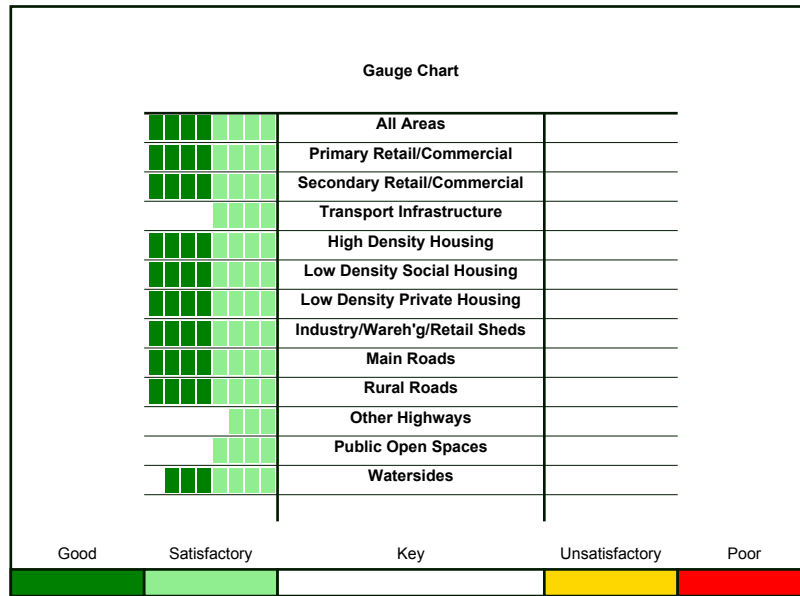 Gauge Chart
All Areas
Primary Retail/Commercial
Secondary Retail/Commercial
Transport Infrastructure
High Density Housing
Low Density Social Housing
Low Density Private Housing
Industry/Wareh'g/Retail Sheds
Main Roads
Rural Roads
Other Highways
Public Open Spaces
Watersides
Good Satisfactory Key Unsatisfactory Poor